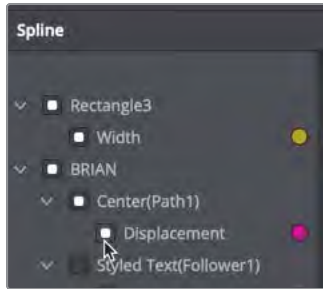 Spline
Rectangle3
Width
BRIAN
Center(Path1)
Displacement
Styled Text(Follower1)